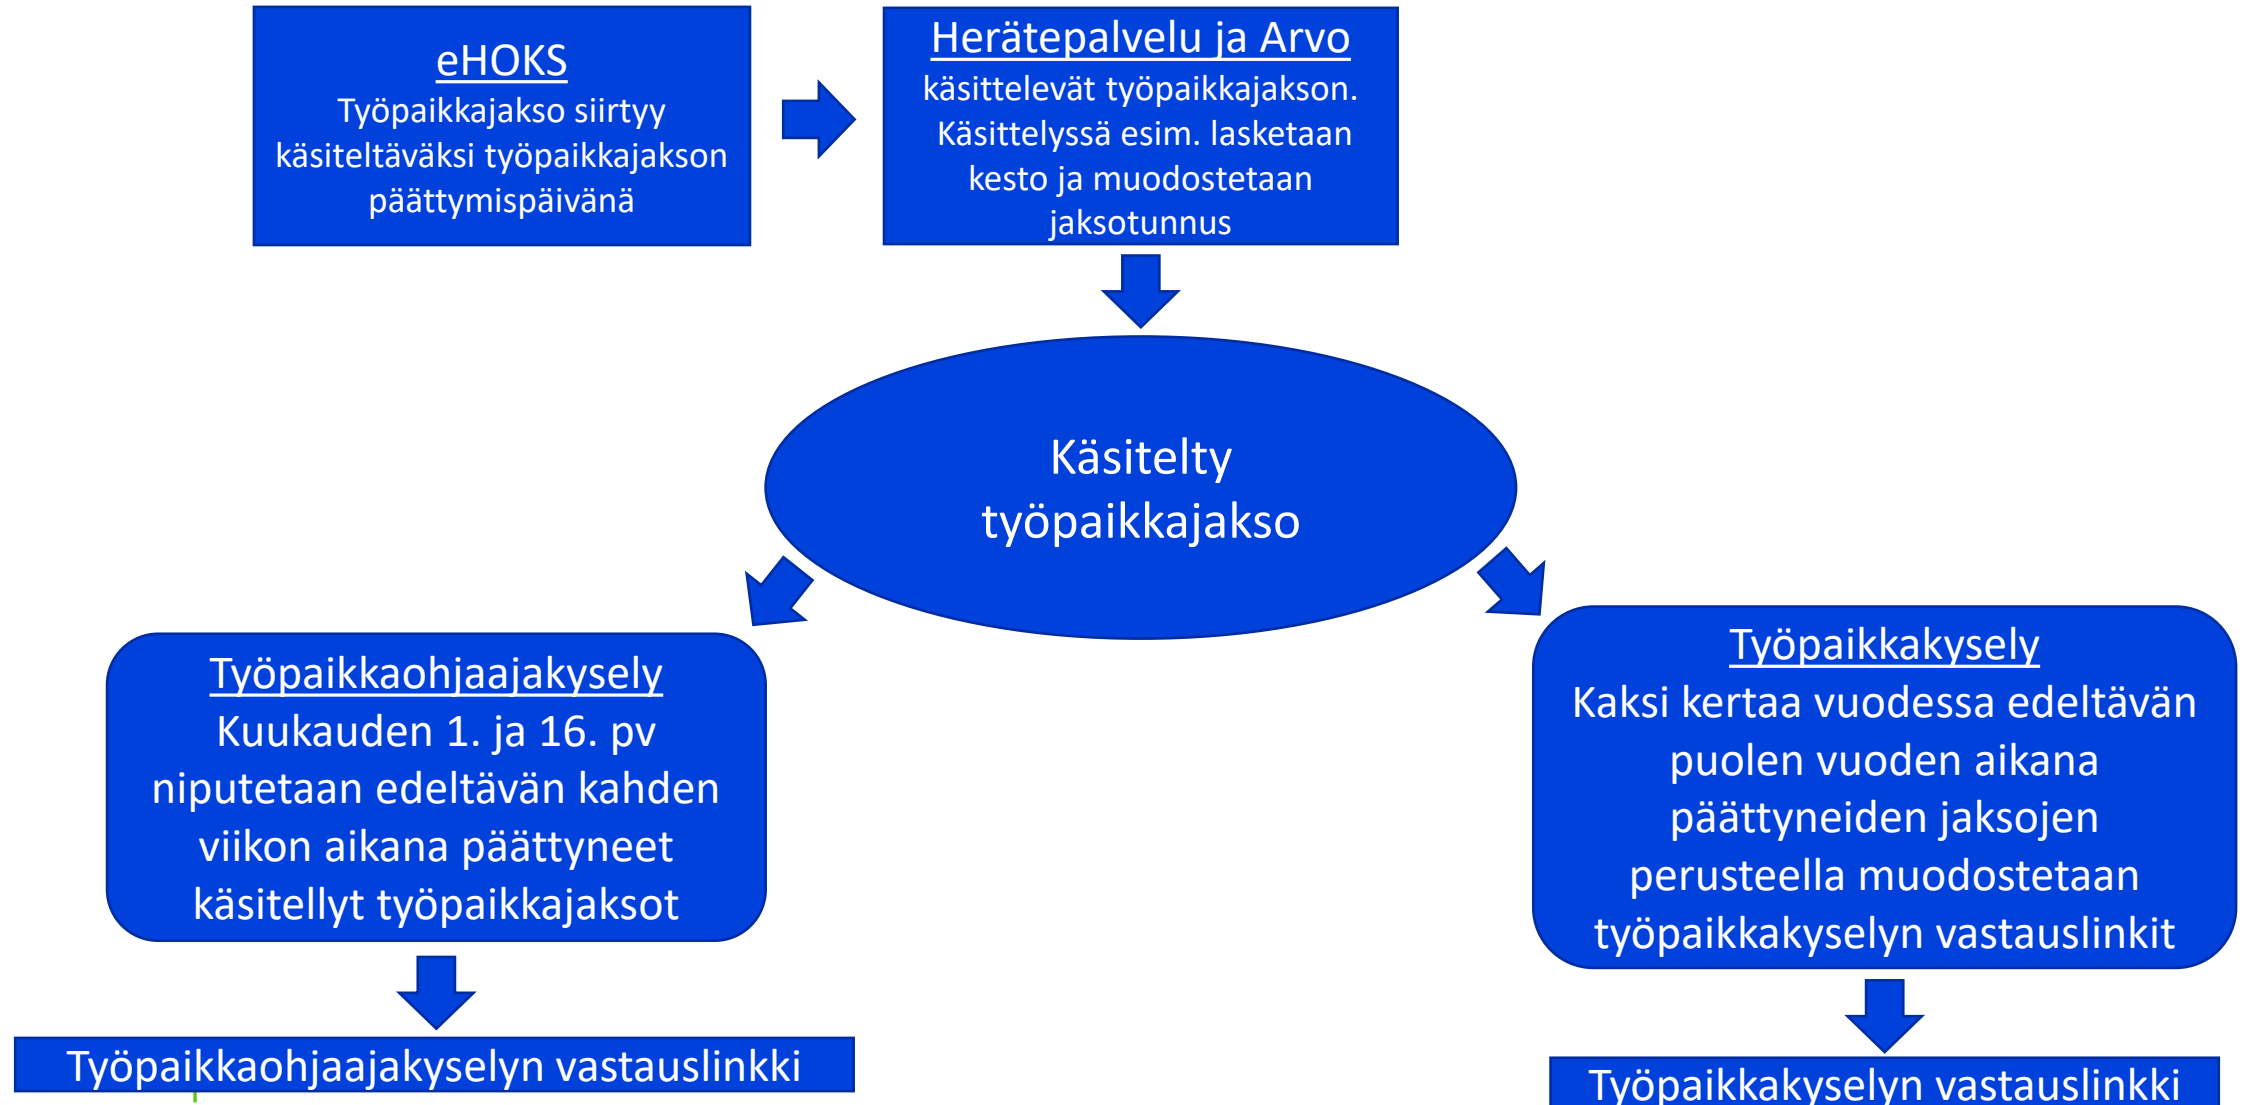 eHOKS
Työpaikkajakso siirtyy
käsiteltäväksi työpaikkajakson
päättymispäivänä
Herätepalvelu ja Arvo
käsittelevät työpaikkajakson.
Käsittelyssä esim. lasketaan
kesto ja muodostetaan
jaksotunnus
Käsitelty
työpaikkajakso
Työpaikkaohjaajakysely
Kuukauden 1. ja 16. pv
niputetaan edeltävän kahden
viikon aikana päättyneet
käsitellyt työpaikkajaksot
Työpaikkakysely
Kaksi kertaa vuodessa edeltävän
puolen vuoden aikana
päättyneiden jaksojen
perusteella muodostetaan
työpaikkakyselyn vastauslinkit
Työpaikkaohjaajakyselyn vastauslinkki
Työpaikkakyselyn vastauslinkki